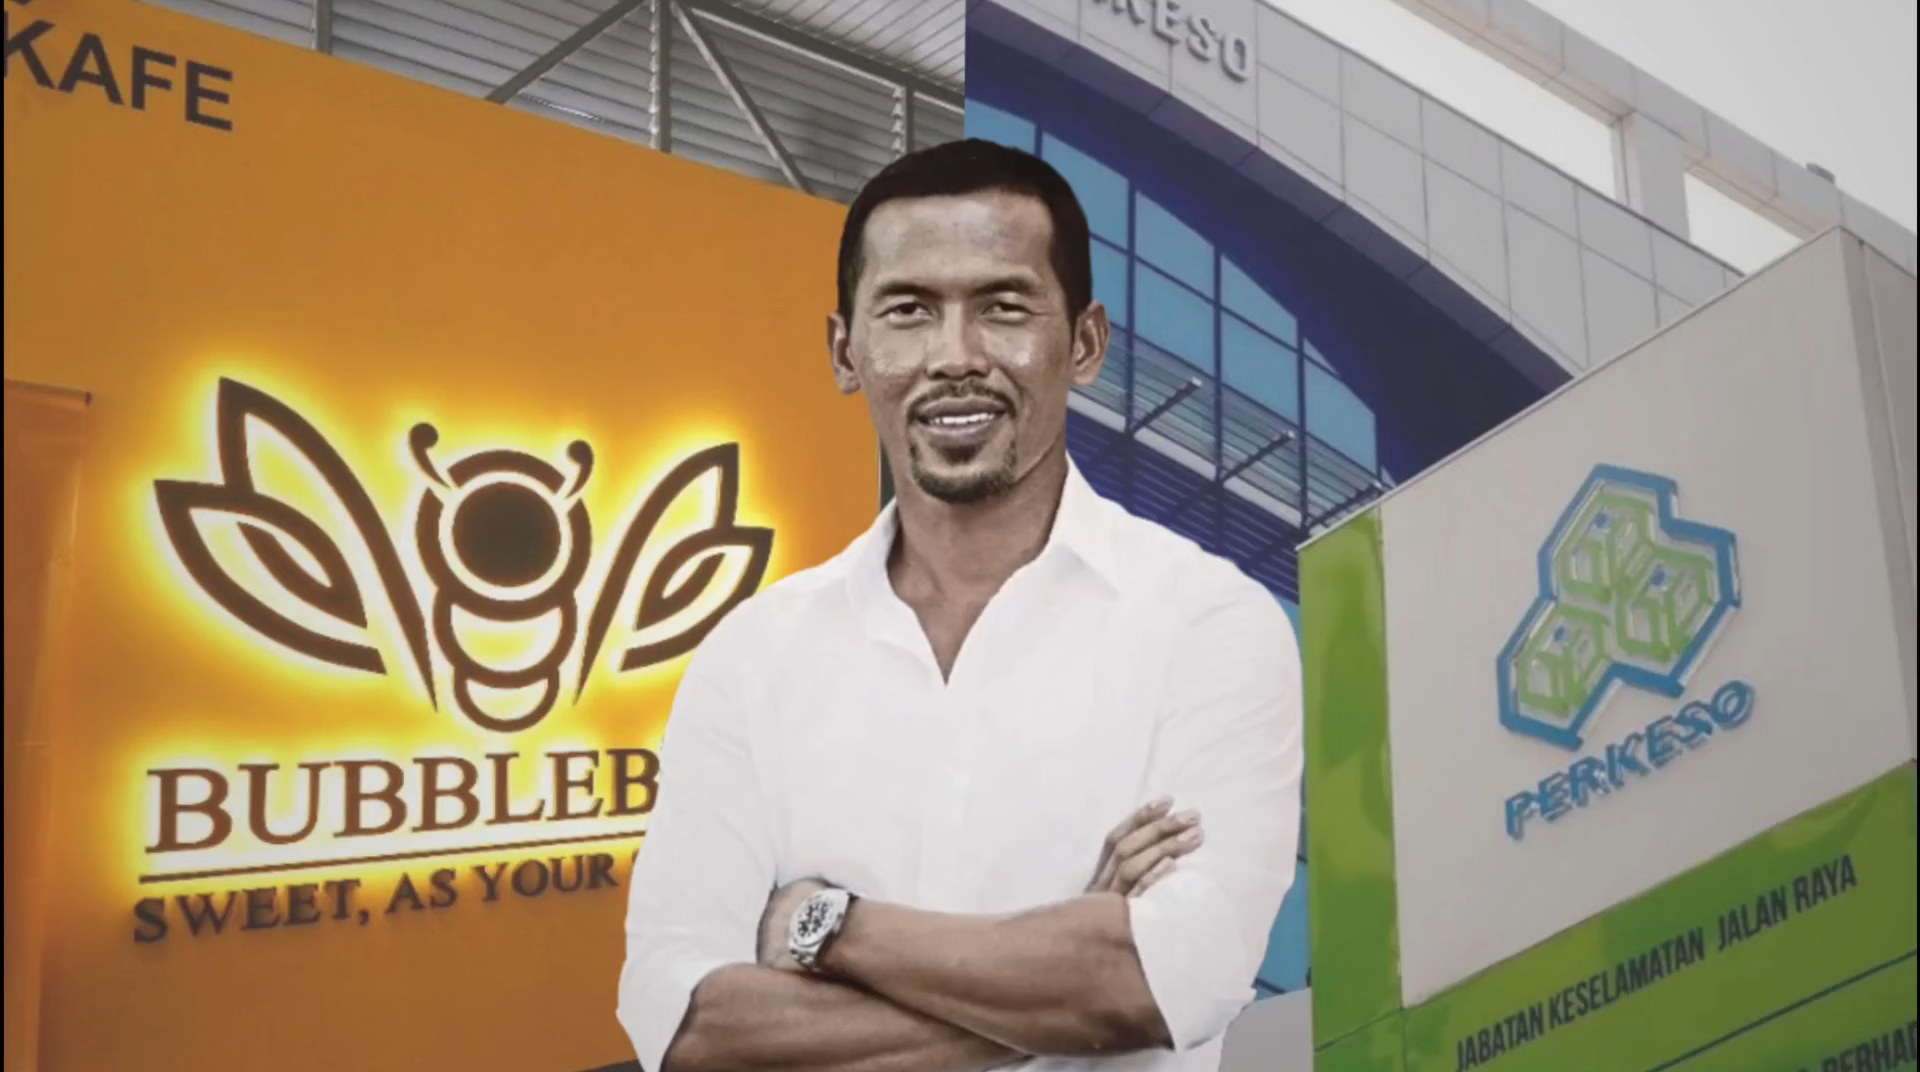 KAFE
BUBBLEB
SWEET, AS YOUR
PERKESO
JABATAN KESELAMATAN JALAN RAYA